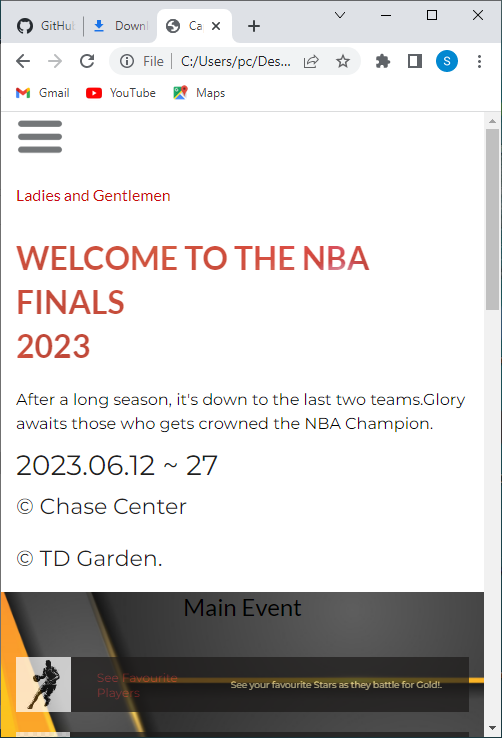 GitHub
Downl
Ca
File
C:/Users/pc/Des...
S
Gmail
YouTube
Maps
Ladies and Gentlemen
WELCOME TO THE NBA
FINALS
2023
After a long season, it's down to the last two teams.Glory
awaits those who gets crowned the NBA Champion.
2023.06.12 ~ 27
© Chase Center
© TD Garden.
Main Event
See Favourite
Players
See your favourite Stars as they battle for Gold!.